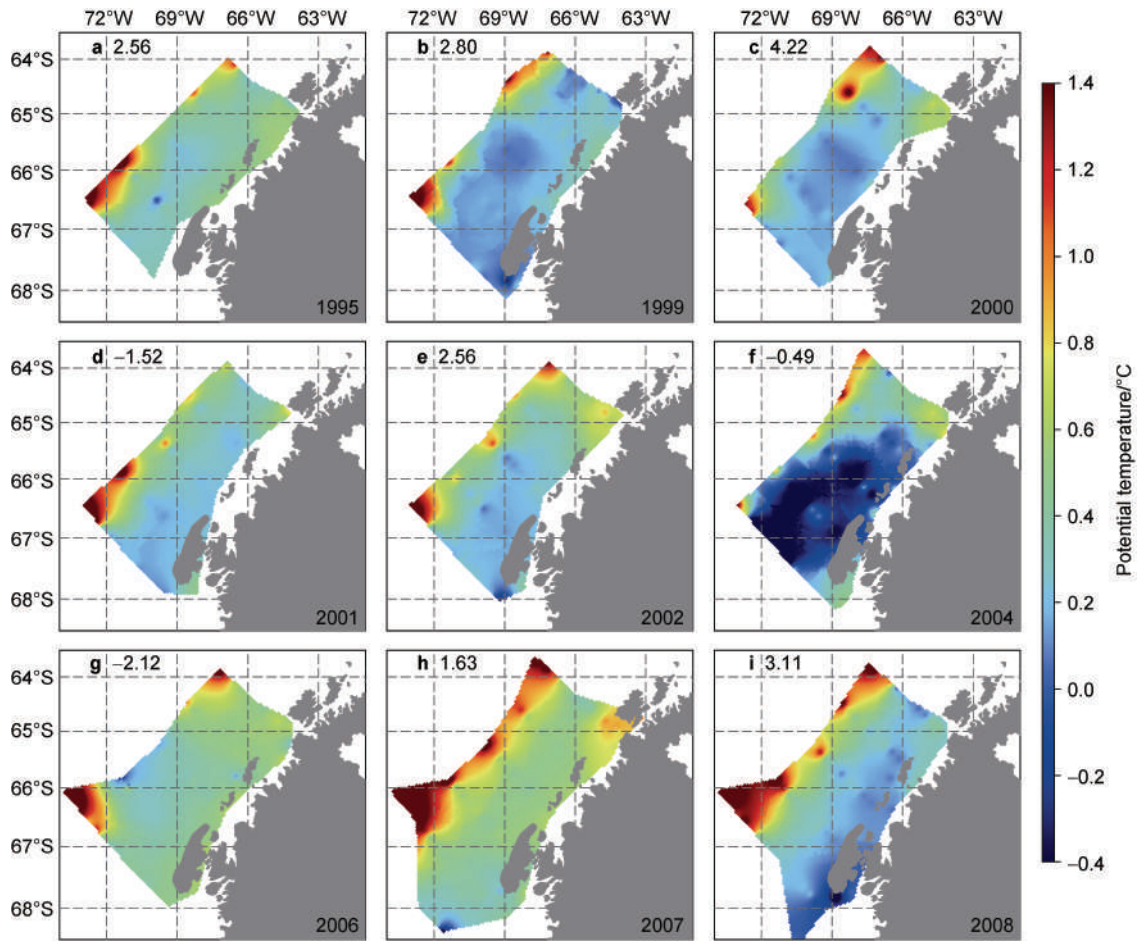 72°W 69°W 66°W 63°W 72°W 69°W 66°W 63°W 72°W 69°W 66°W 63°W
64°S
65°S
66°S
67°S
68°S
a 2.56
1995
b 2.80
1999
c 4.22
2000
64°S
65°S
66°S
67°S
68°S
d −1.52
2001
e 2.56
2002
f −0.49
2004
64°S
65°S
66°S
67°S
68°S
g −2.12
2006
h 1.63
2007
i 3.11
2008
1.4
1.2
1.0
0.8
0.6
0.4
0.2
0.0
−0.2
−0.4
Potential temperature/°C